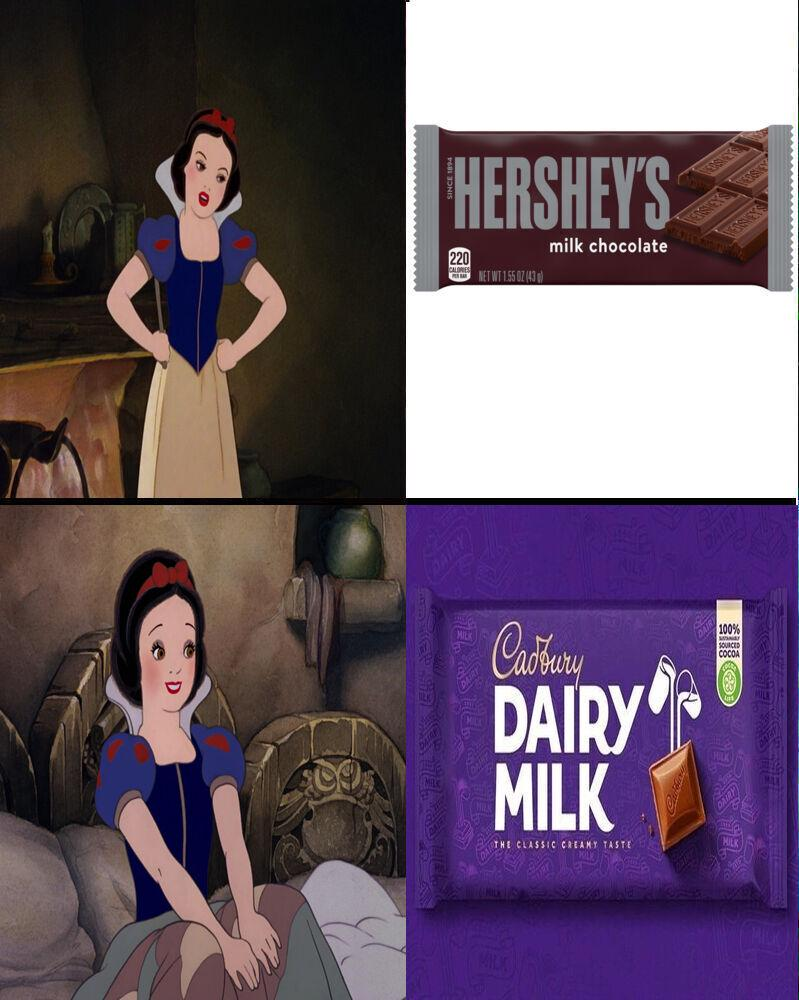 SINCE 1894
HERSHEY'S
milk chocolate
220
CALORIES
PER BAR
NET WT 1.55 OZ (43 g)
100%
SUSTAINABLY
SOURCED
COCOA
Cadbury
DAIRY
MILK
THE CLASSIC CREAMY TASTE
Cadbury